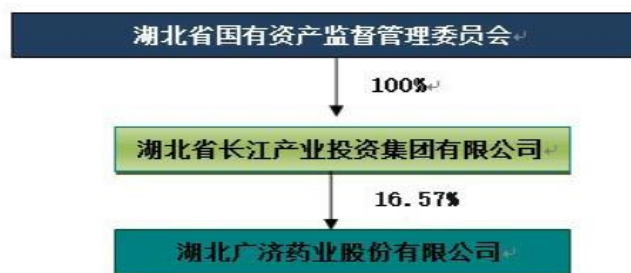 湖北省国有资产监督管理委员会
100%
湖北省长江产业投资集团有限公司
16.57%
湖北广济药业股份有限公司